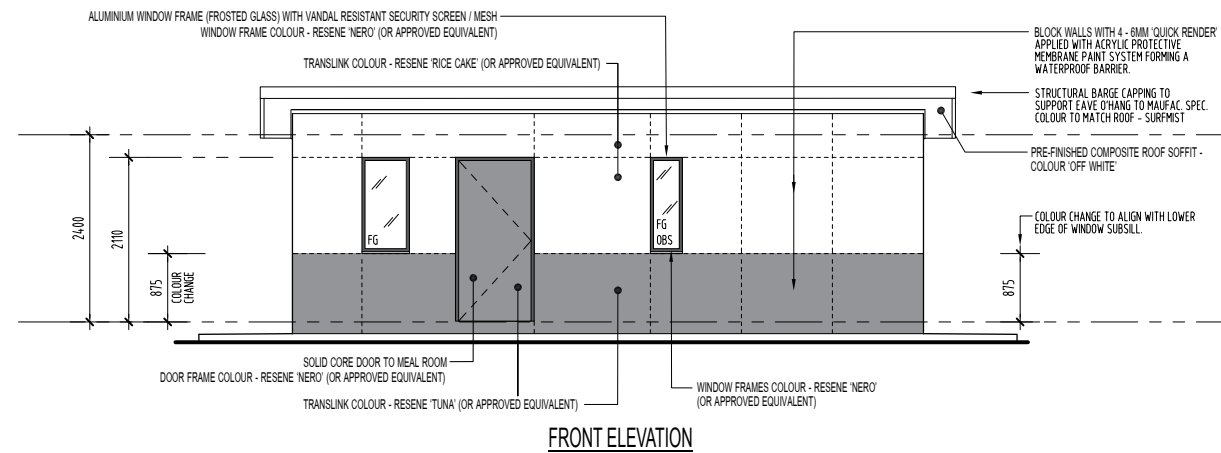 ALUMINIUM WINDOW FRAME (FROSTED GLASS) WITH VANDAL RESISTANT SECURITY SCREEN / MESH
WINDOW FRAME COLOUR - RESENE 'NERO' (OR APPROVED EQUIVALENT)
TRANSLINK COLOUR - RESENE 'RICE CAKE' (OR APPROVED EQUIVALENT)
BLOCK WALLS WITH 4 - 6MM 'QUICK RENDER'
APPLIED WITH ACRYLIC PROTECTIVE
MEMBRANE PAINT SYSTEM FORMING A
WATERPROOF BARRIER.
STRUCTURAL BARGE CAPPING TO
SUPPORT EAVE O'HANG TO MAUFAC. SPEC.
COLOUR TO MATCH ROOF - SURFMIST
PRE-FINISHED COMPOSITE ROOF SOFFIT -
COLOUR 'OFF WHITE'
COLOUR CHANGE TO ALIGN WITH LOWER
EDGE OF WINDOW SUBSILL.
2400
2110
875
COLOUR
CHANGE
FG
FG
OBS
875
SOLID CORE DOOR TO MEAL ROOM
DOOR FRAME COLOUR - RESENE 'NERO' (OR APPROVED EQUIVALENT)
TRANSLINK COLOUR - RESENE 'TUNA' (OR APPROVED EQUIVALENT)
WINDOW FRAMES COLOUR - RESENE 'NERO'
(OR APPROVED EQUIVALENT)
FRONT ELEVATION